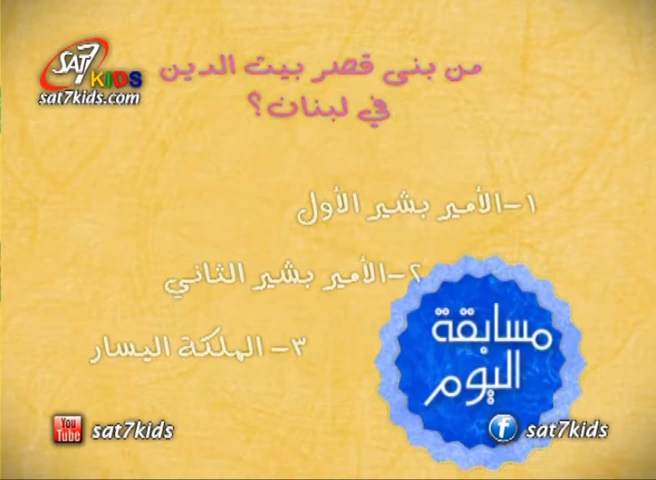 SAT7
KIDS
sat7kids.com
من بنى قصر بيت الدين
في لبنان؟
١-الأمير بشير الأول
٢-الأمير بشير الثاني
٣- الملكة اليسار
مسابقة
اليوم
You
Tube
sat7kids
f
sat7kids